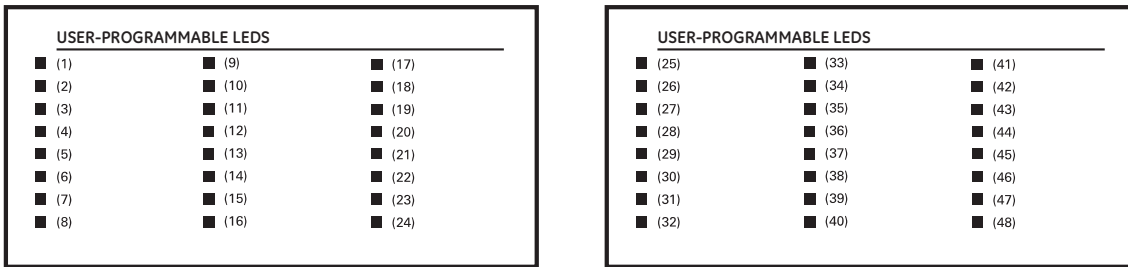 USER-PROGRAMMABLE LEDS
(1) (9) (17)
(2) (10) (18)
(3) (11) (19)
(4) (12) (20)
(5) (13) (21)
(6) (14) (22)
(7) (15) (23)
(8) (16) (24)
USER-PROGRAMMABLE LEDS
(25) (33) (41)
(26) (34) (42)
(27) (35) (43)
(28) (36) (44)
(29) (37) (45)
(30) (38) (46)
(31) (39) (47)
(32) (40) (48)